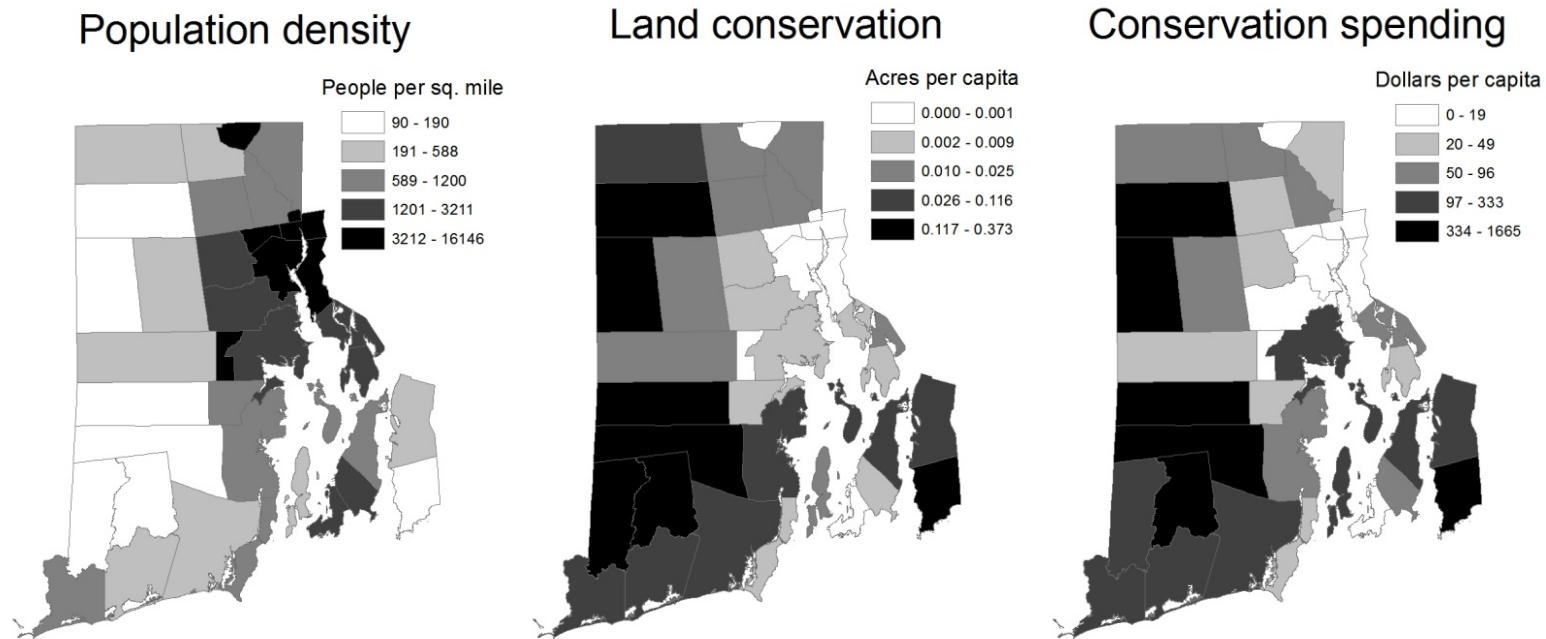 Population density
People per sq. mile
90 - 190
191 - 588
589 - 1200
1201 - 3211
3212 - 16146
Land conservation
Acres per capita
0.000 - 0.001
0.002 - 0.009
0.010 - 0.025
0.026 - 0.116
0.117 - 0.373
Conservation spending
Dollars per capita
0 - 19
20 - 49
50 - 96
97 - 333
334 - 1665